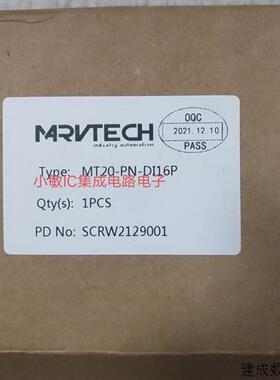 MRVTECH
industry automation
OQC
2021.12.10
PASS
Type: MT20-PN-DI16P
小敏IC集成电路电子
Qty(s): 1PCS
PD No: SCRW2129001